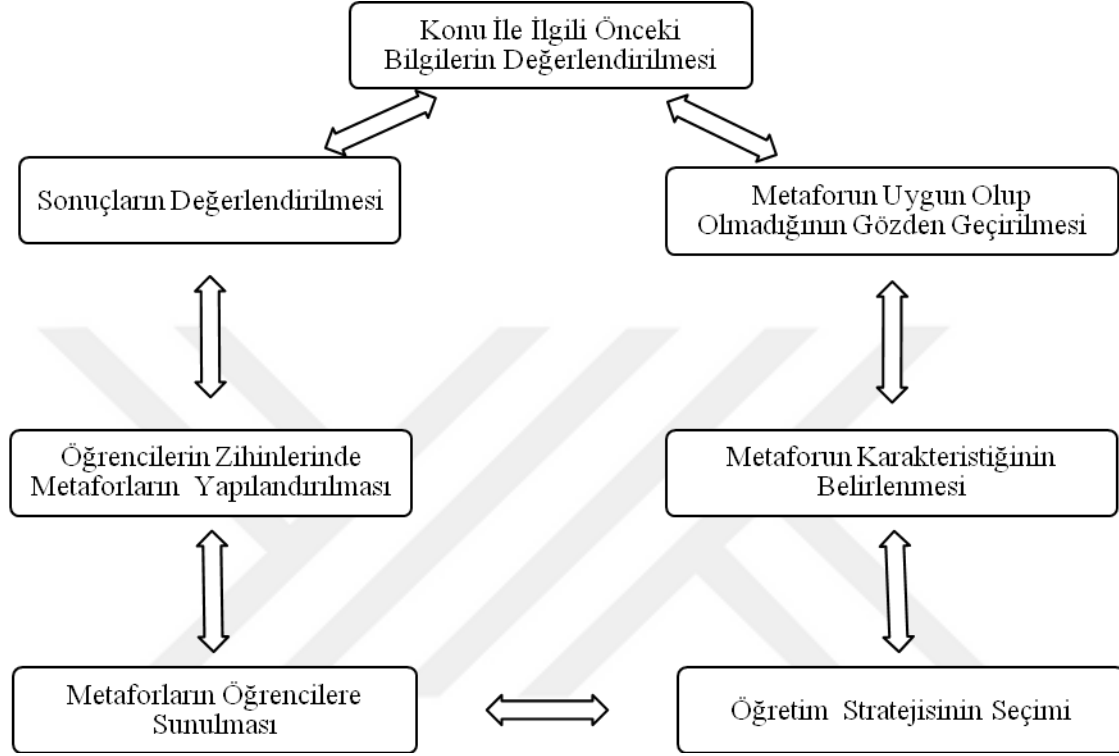 Konu İle İlgili Önceki
Bilgilerin Değerlendirilmesi
Sonuçların Değerlendirilmesi
Metaforun Uygun Olup
Olmadığının Gözden Geçirilmesi
Öğrencilerin Zihinlerinde
Metaforların Yapılandırılması
Metaforun Karakteristiğinin
Belirlenmesi
Metaforların Öğrencilere
Sunulması
Öğretim Stratejisinin Seçimi